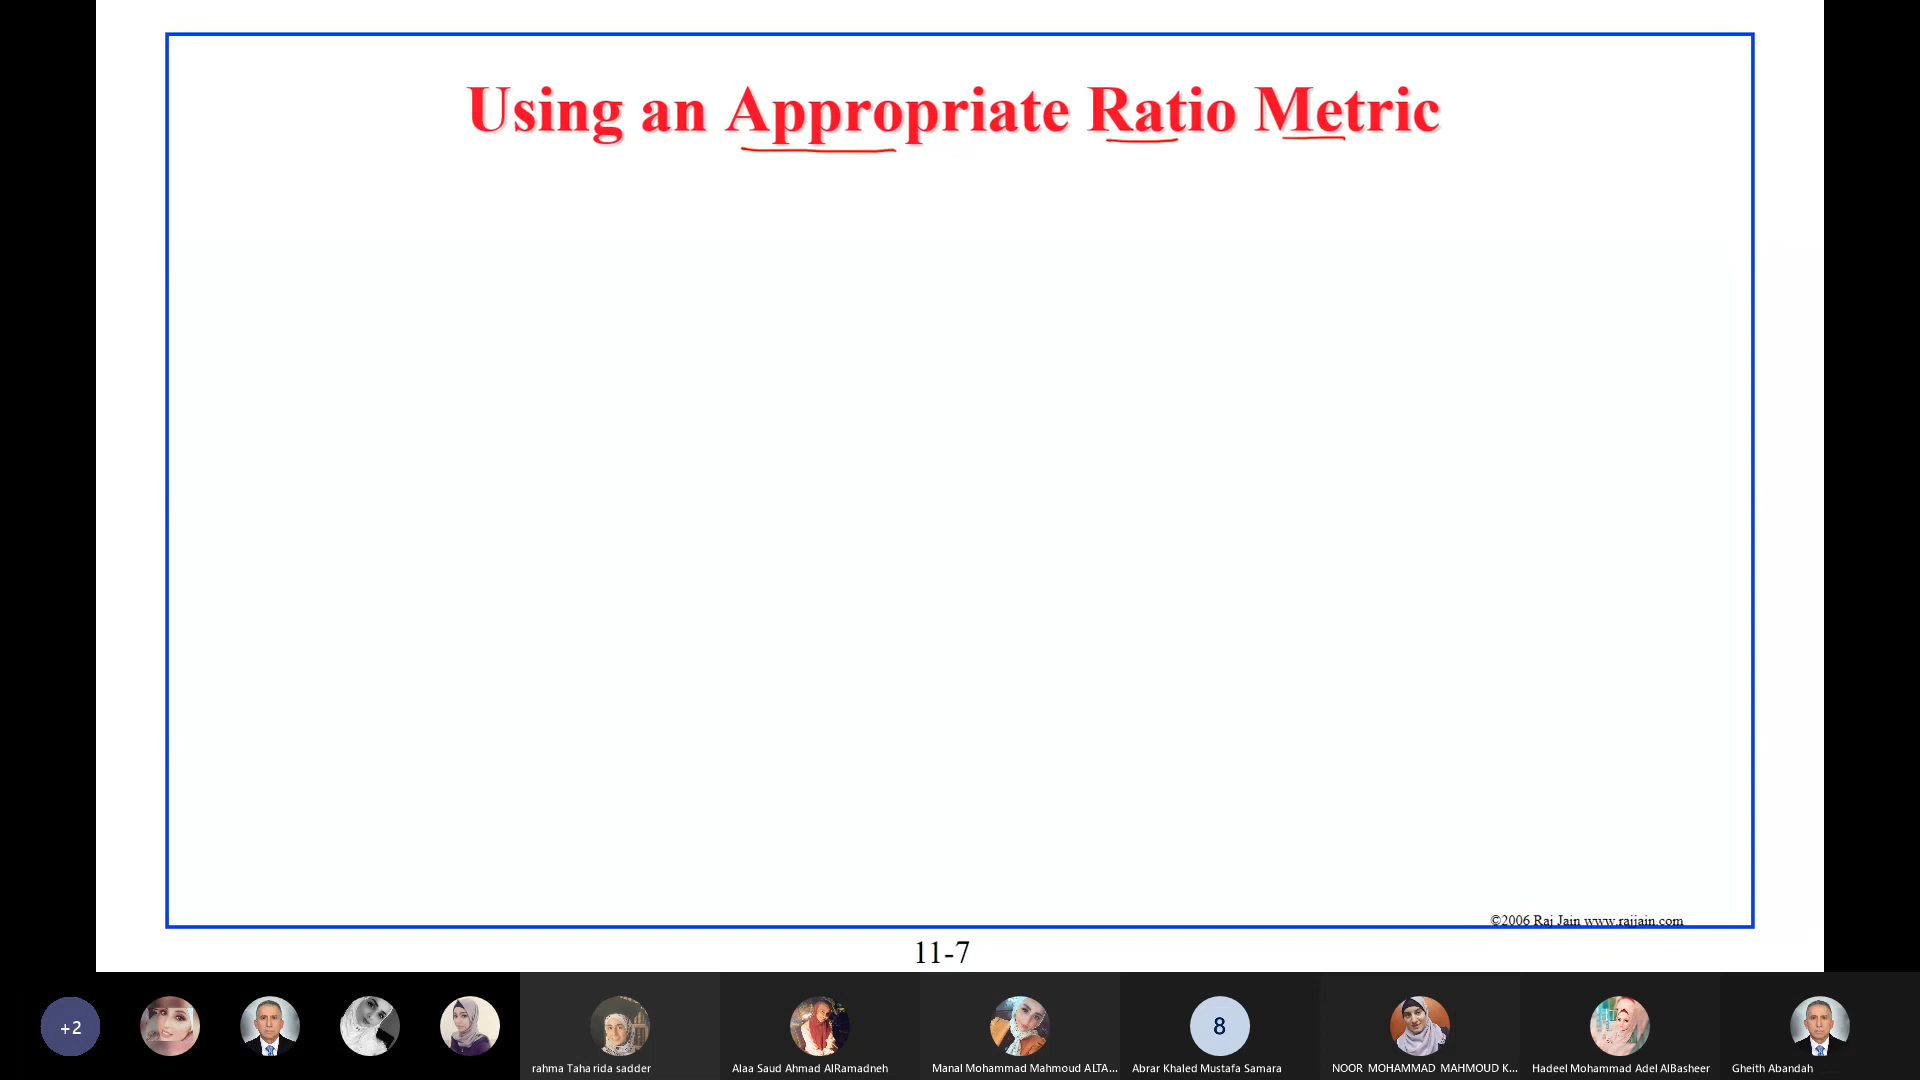 Using an Appropriate Ratio Metric
©2006 Raj Jain www.rajjain.com
11-7
+2
8
rahma Taha rida sadder
Alaa Saud Ahmad AlRamadneh
Manal Mohammad Mahmoud ALTA...
Abrar Khaled Mustafa Samara
NOOR MOHAMMAD MAHMOUD K...
Hadeel Mohammad Adel AlBasheer
Gheith Abandah